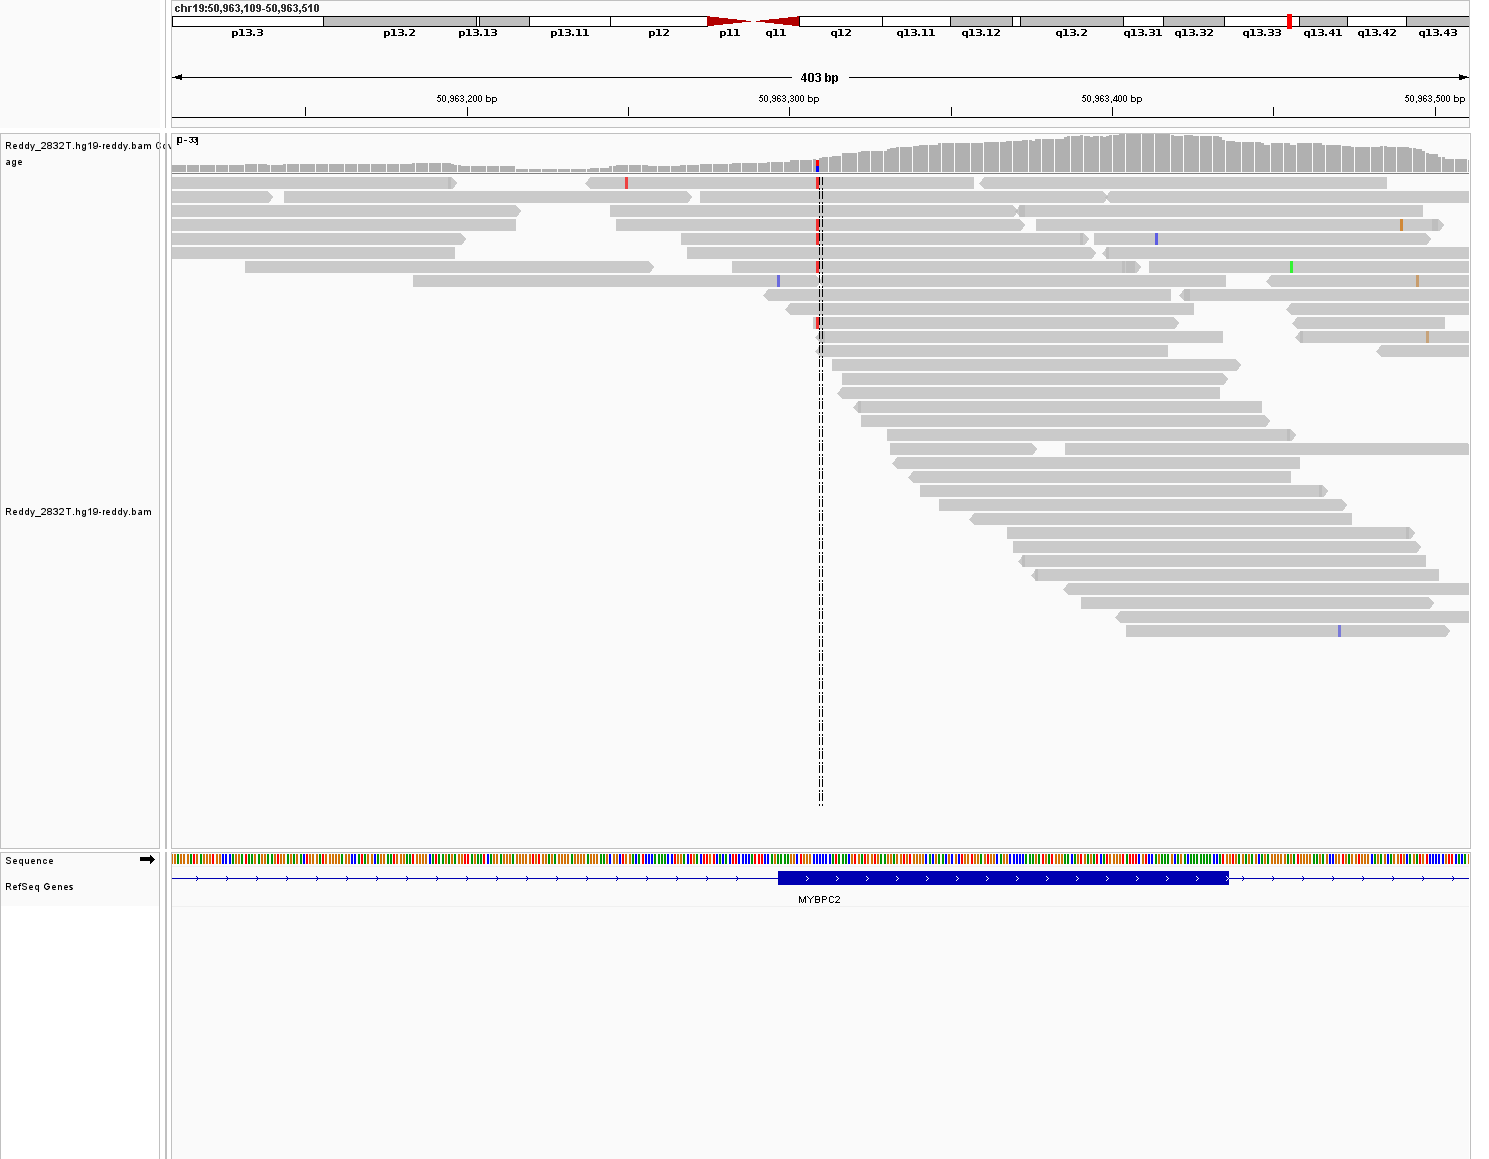 chr19:50,963,109-50,963,510
p13.3 p13.2 p13.13 p13.11 p12 p11 q11 q12 q13.11 q13.12 q13.2 q13.31 q13.32 q13.33 q13.41 q13.42 q13.43
403 bp
50,963,200 bp 50,963,300 bp 50,963,400 bp 50,963,500 bp
[0 - 33]
Reddy_2832T.hg19-reddy.bam Cov
age
Reddy_2832T.hg19-reddy.bam
Sequence
RefSeq Genes
MYBPC2